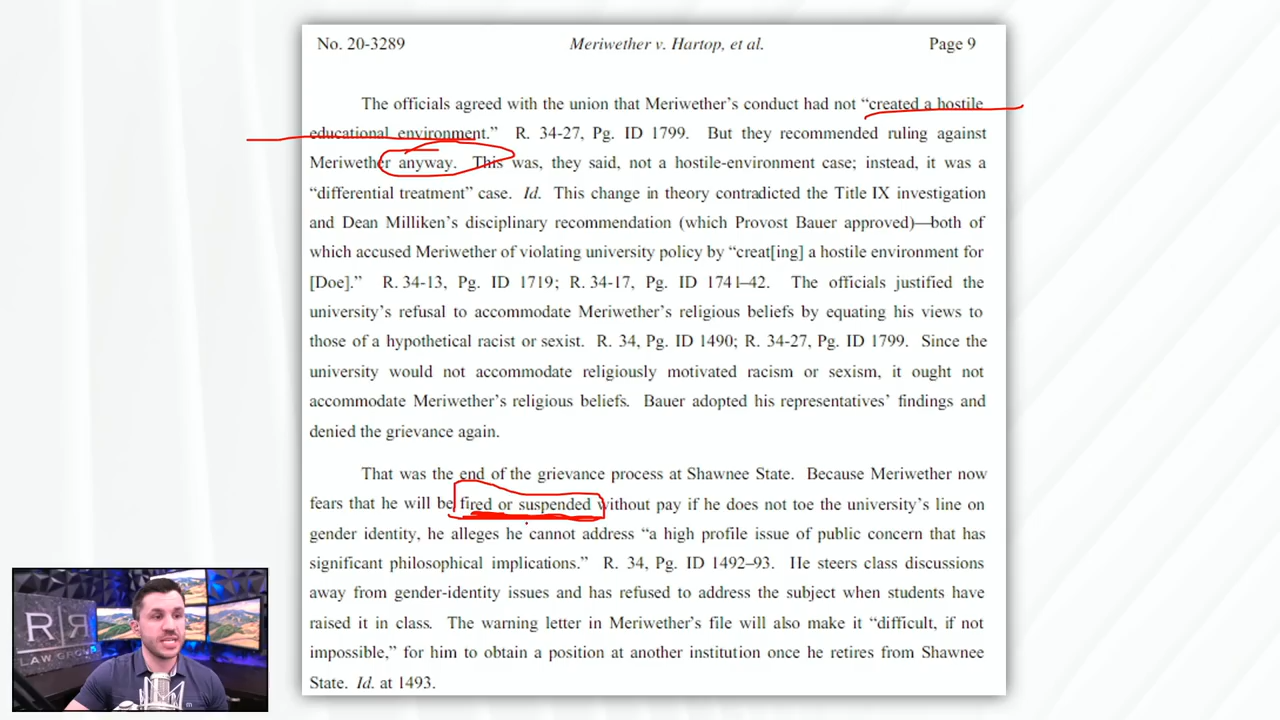 No. 20-3289 Meriwether v. Hartop, et al. Page 9
The officials agreed with the union that Meriwether’s conduct had not “created a hostile
educational environment.” R. 34-27, Pg. ID 1799. But they recommended ruling against
Meriwether anyway. This was, they said, not a hostile-environment case; instead, it was a
“differential treatment” case. Id. This change in theory contradicted the Title IX investigation
and Dean Milliken’s disciplinary recommendation (which Provost Bauer approved)—both of
which accused Meriwether of violating university policy by “creat[ing] a hostile environment for
[Doe].” R. 34-13, Pg. ID 1719; R. 34-17, Pg. ID 1741–42. The officials justified the
university’s refusal to accommodate Meriwether’s religious beliefs by equating his views to
those of a hypothetical racist or sexist. R. 34, Pg. ID 1490; R. 34-27, Pg. ID 1799. Since the
university would not accommodate religiously motivated racism or sexism, it ought not
accommodate Meriwether’s religious beliefs. Bauer adopted his representatives’ findings and
denied the grievance again.
That was the end of the grievance process at Shawnee State. Because Meriwether now
fears that he will be fired or suspended without pay if he does not toe the university’s line on
gender identity, he alleges he cannot address “a high profile issue of public concern that has
significant philosophical implications.” R. 34, Pg. ID 1492–93. He steers class discussions
away from gender-identity issues and has refused to address the subject when students have
raised it in class. The warning letter in Meriwether’s file will also make it “difficult, if not
impossible,” for him to obtain a position at another institution once he retires from Shawnee
State. Id. at 1493.
R R
LAW GROUP